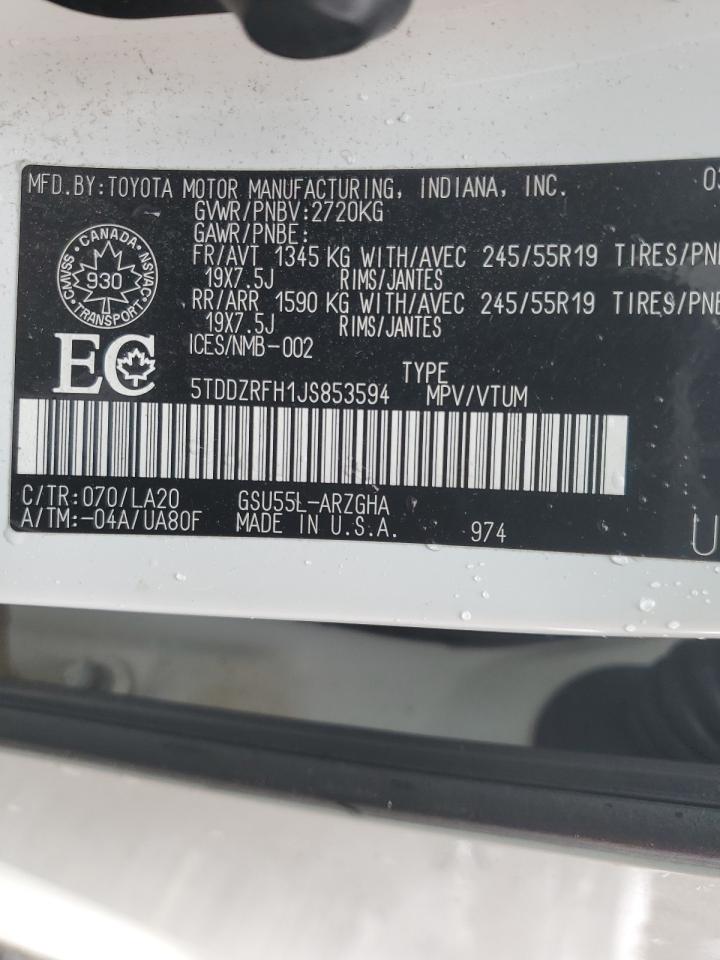 MFD.BY:TOYOTA MOTOR MANUFACTURING, INDIANA, INC. 03
GVWR/PNBV:2720KG
GAWR/PNBE:
FR/AVT 1345 KG WITH/AVEC 245/55R19 TIRES/PNE
19X7.5J RIMS/JANTES
RR/ARR 1590 KG WITH/AVEC 245/55R19 TIRES/PNE
19X7.5J RIMS/JANTES
ICES/NMB-002
CANADA
CMVSS NSVAC
930
TRANSPORT
EC
TYPE
5TDDZRFH1JS853594 MPV/VTUM
C/TR:070/LA20 GSU55L-ARZGHA
A/TM:-04A/UA80F MADE IN U.S.A. 974 U